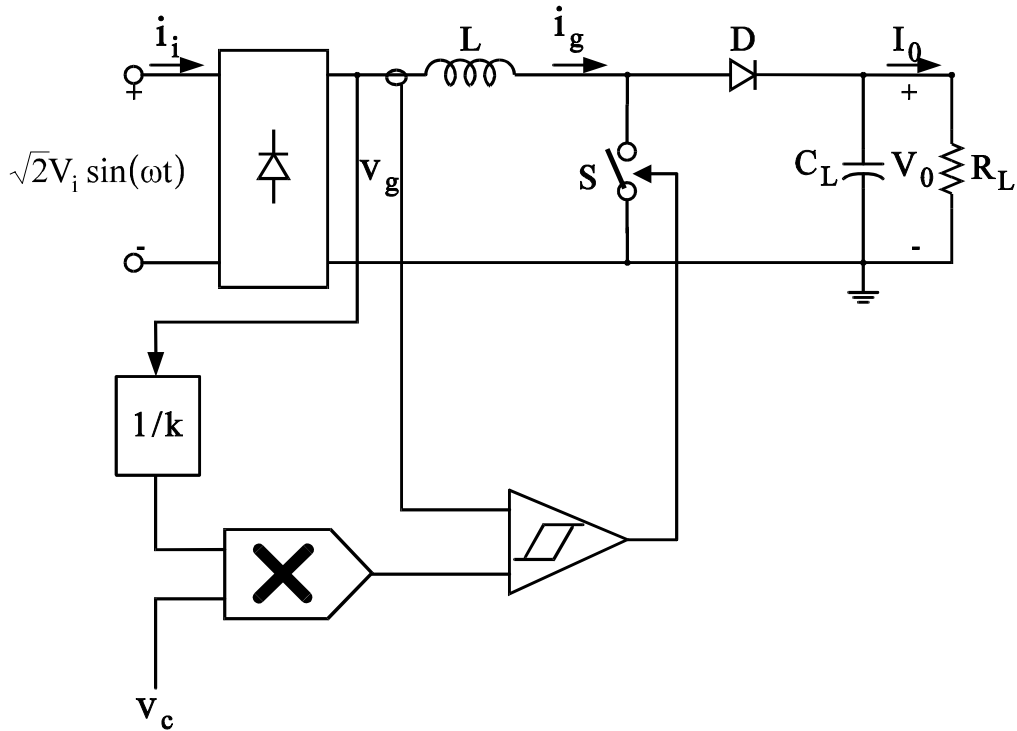 i_i
L
i_g
D
I_0
+
+
√2V_i sin(ωt)
v_g
S
C_L
V_0
R_L
-
-
1/k
v_c